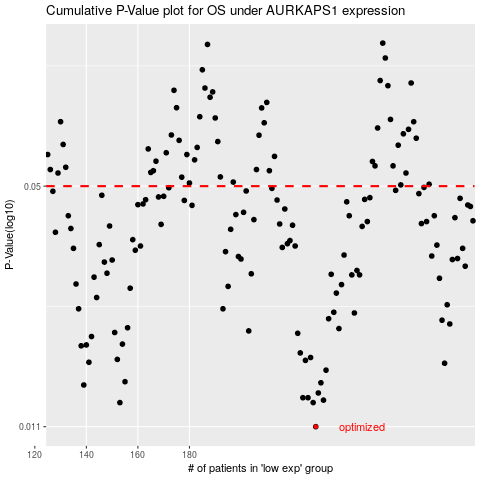 Cumulative P-Value plot for OS under AURKAPS1 expression
P-Value(log10)
0.05
0.011
optimized
120 140 160 180
# of patients in 'low exp' group